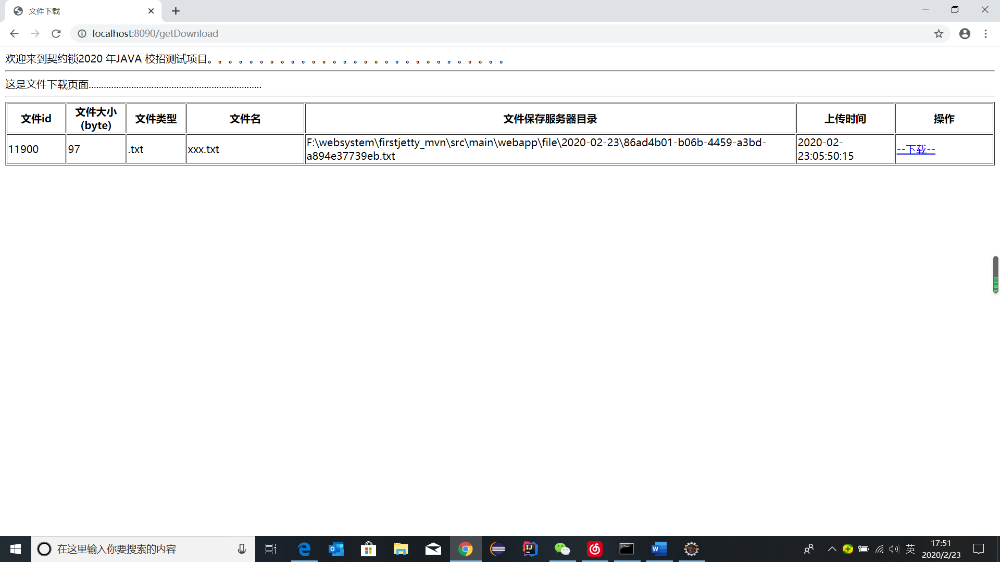 文件下载
localhost:8090/getDownload
欢迎来到契约锁2020 年JAVA 校招测试项目。。。。。。。。。。。。。。。。。。。。。。。。。。。。。
这是文件下载页面.....................................................................
文件id
文件大小
(byte)
文件类型
文件名
文件保存服务器目录
上传时间
操作
11900
97
.txt
xxx.txt
F:\websystem\firstjetty_mvn\src\main\webapp\file\2020-02-23\86ad4b01-b06b-4459-a3bd-
a894e37739eb.txt
2020-02-
23:05:50:15
--下载--
在这里输入你要搜索的内容
英
17:51
2020/2/23